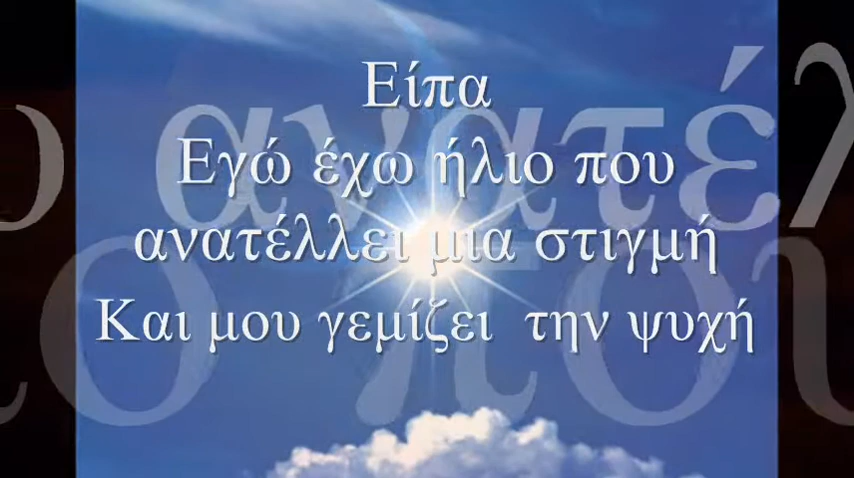 Είπα
Εγώ έχω ήλιο που
ανατέλλει μια στιγμή
Και μου γεμίζει την ψυχή